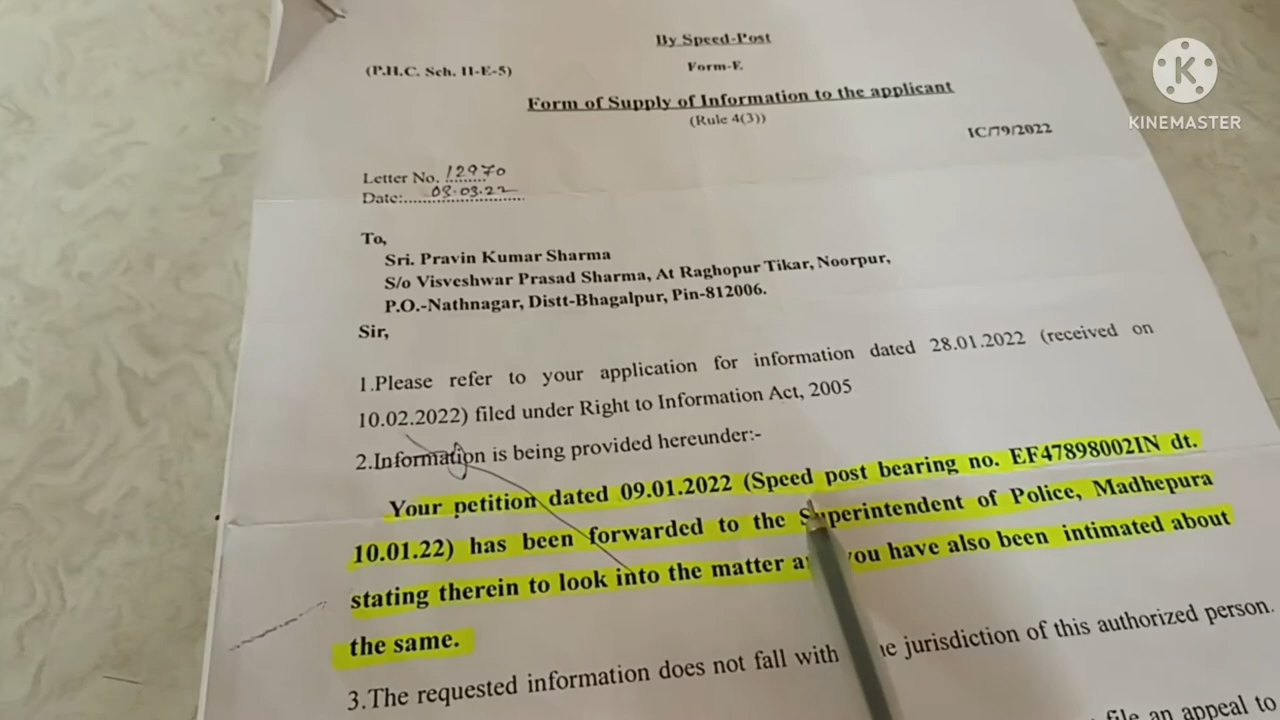 By Speed-Post
(P.H.C. Sch. II-E-5)
Form-E
Form of Supply of Information to the applicant
(Rule 4(3))
IC/79/2022
Letter No. 12970
Date: 03.03.22
To,
Sri. Pravin Kumar Sharma
S/o Visveshwar Prasad Sharma, At Raghopur Tikar, Noorpur,
P.O.-Nathnagar, Distt-Bhagalpur, Pin-812006.
Sir,
1.Please refer to your application for information dated 28.01.2022 (received on
10.02.2022) filed under Right to Information Act, 2005
2.Information is being provided hereunder:-
Your petition dated 09.01.2022 (Speed post bearing no. EF47898002IN dt.
10.01.22) has been forwarded to the Superintendent of Police, Madhepura
stating therein to look into the matter you have also been intimated about
the same.
3.The requested information does not fall with jurisdiction of this authorized person.
file an appeal to
KINEMASTER